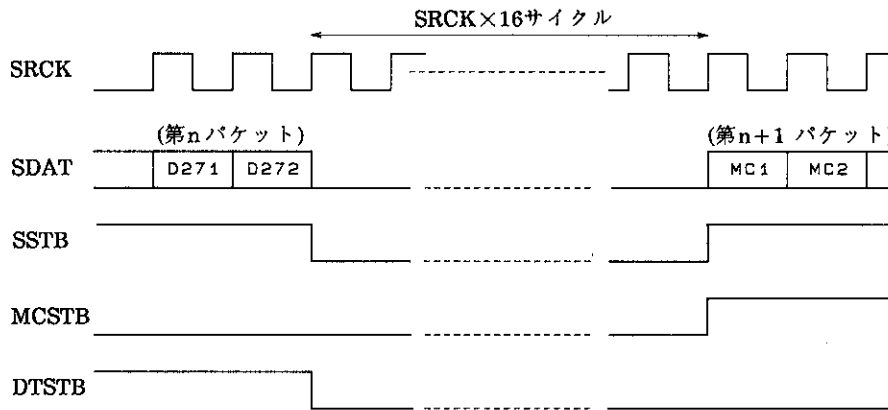 SRCK×16サイクル
SRCK
(第nパケット)
(第n+1 パケット)
SDAT
D271 D272
MC1 MC2
SSTB
MCSTB
DTSTB